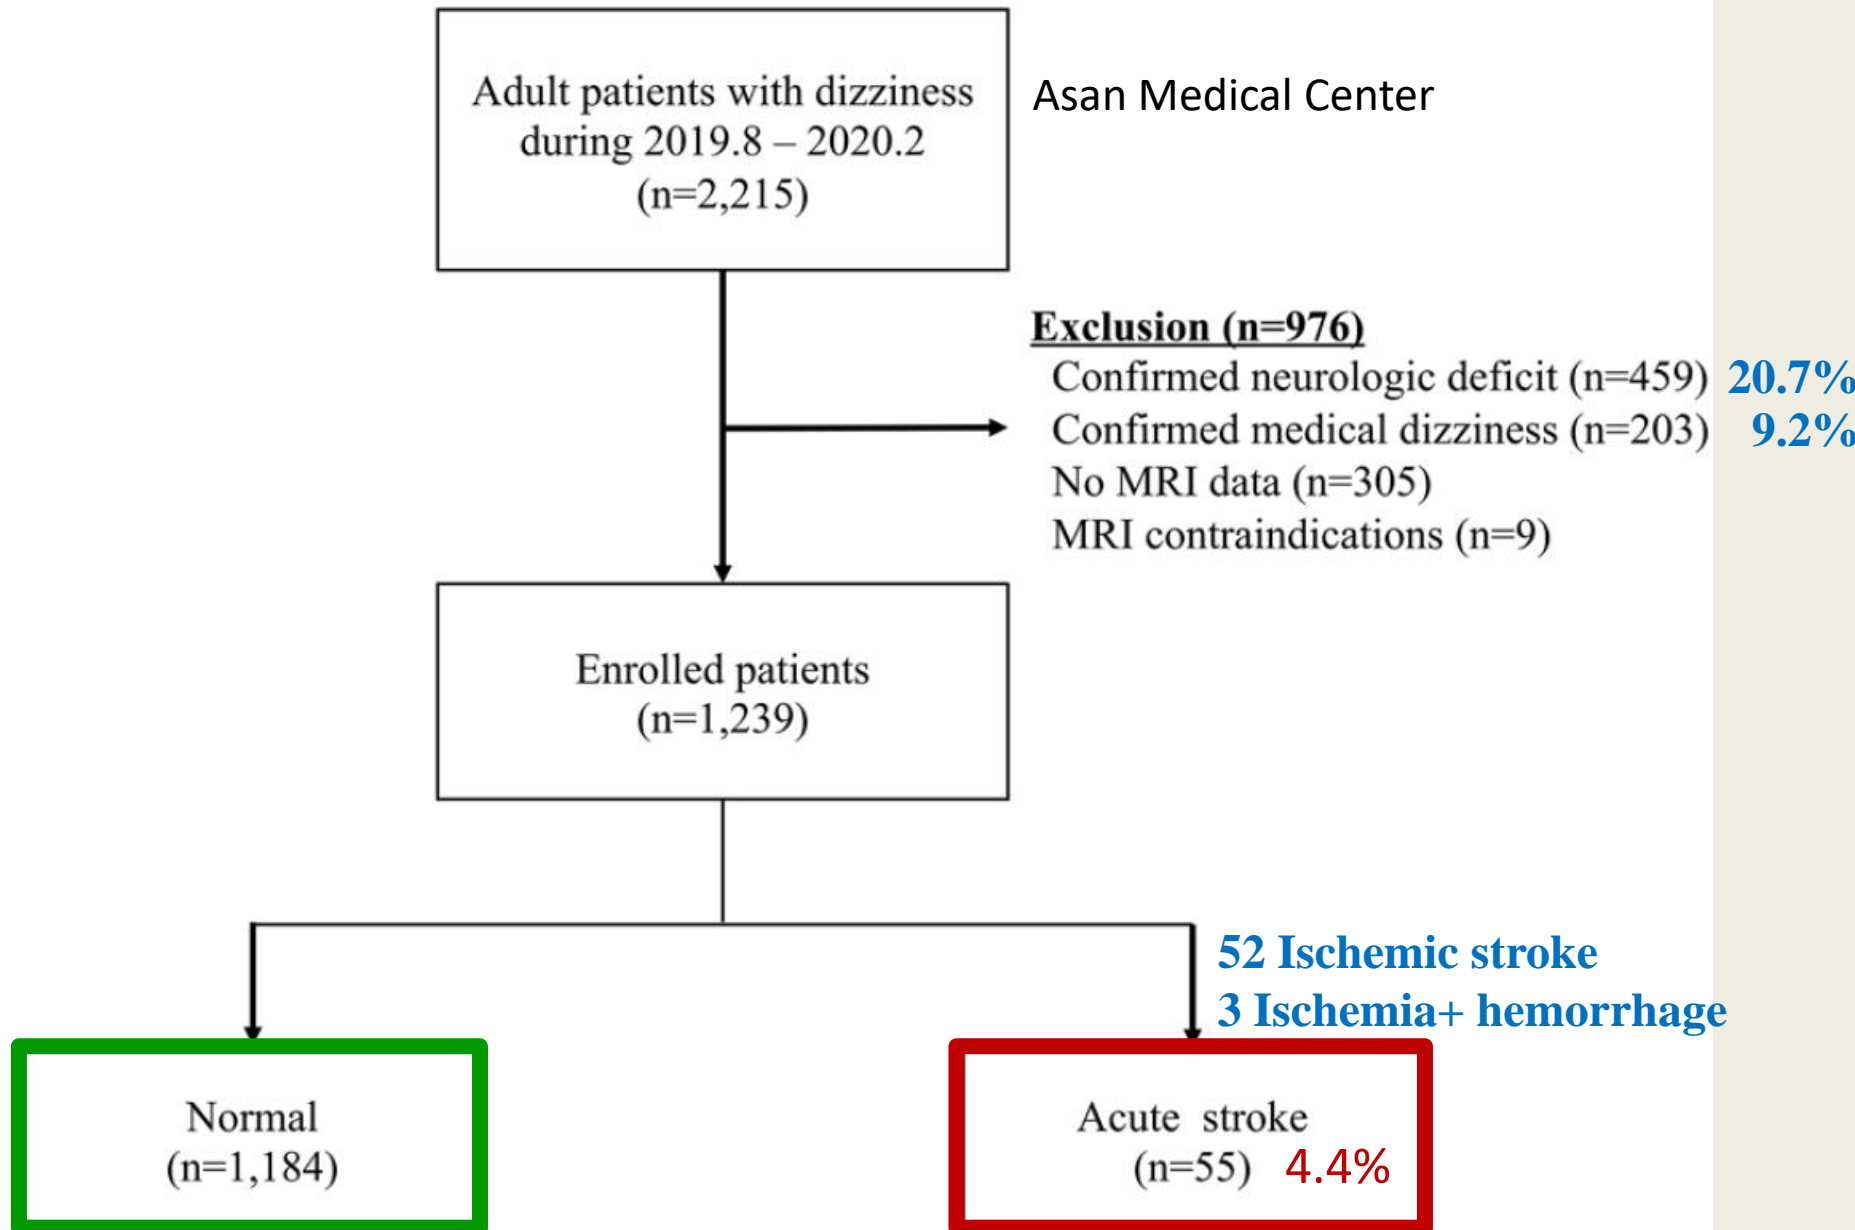 Adult patients with dizziness
during 2019.8 – 2020.2
(n=2,215)
Asan Medical Center
Exclusion (n=976)
Confirmed neurologic deficit (n=459) 20.7%
Confirmed medical dizziness (n=203) 9.2%
No MRI data (n=305)
MRI contraindications (n=9)
Enrolled patients
(n=1,239)
52 Ischemic stroke
3 Ischemia+ hemorrhage
Normal
(n=1,184)
Acute stroke
(n=55) 4.4%